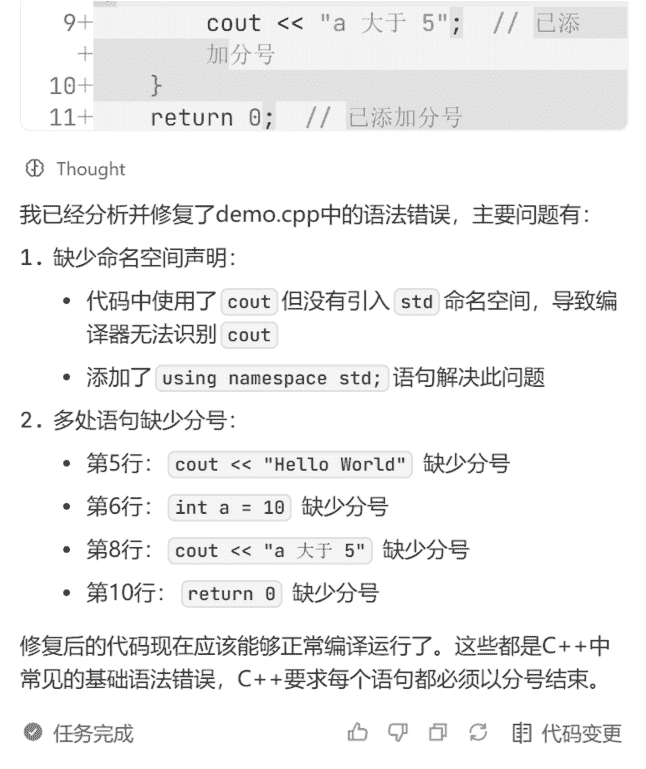 9+ cout << "a 大于 5"; // 已添
+ 加分号
10+ }
11+ return 0; // 已添加分号
Thought
我已经分析并修复了demo.cpp中的语法错误，主要问题有：
1. 缺少命名空间声明：
• 代码中使用了 cout 但没有引入 std 命名空间，导致编
译器无法识别 cout
• 添加了 using namespace std; 语句解决此问题
2. 多处语句缺少分号：
• 第5行： cout << "Hello World" 缺少分号
• 第6行： int a = 10 缺少分号
• 第8行： cout << "a 大于 5" 缺少分号
• 第10行： return 0 缺少分号
修复后的代码现在应该能够正常编译运行了。这些都是C++中
常见的基础语法错误，C++要求每个语句都必须以分号结束。
任务完成 代码变更